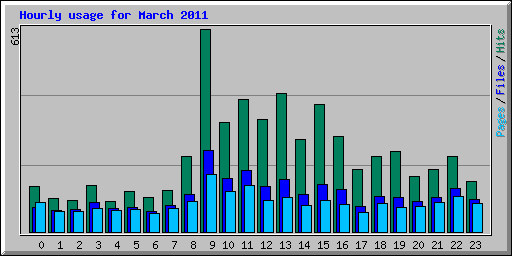 Hourly usage for March 2011
613
Pages/Files/Hits
0 1 2 3 4 5 6 7 8 9 10 11 12 13 14 15 16 17 18 19 20 21 22 23